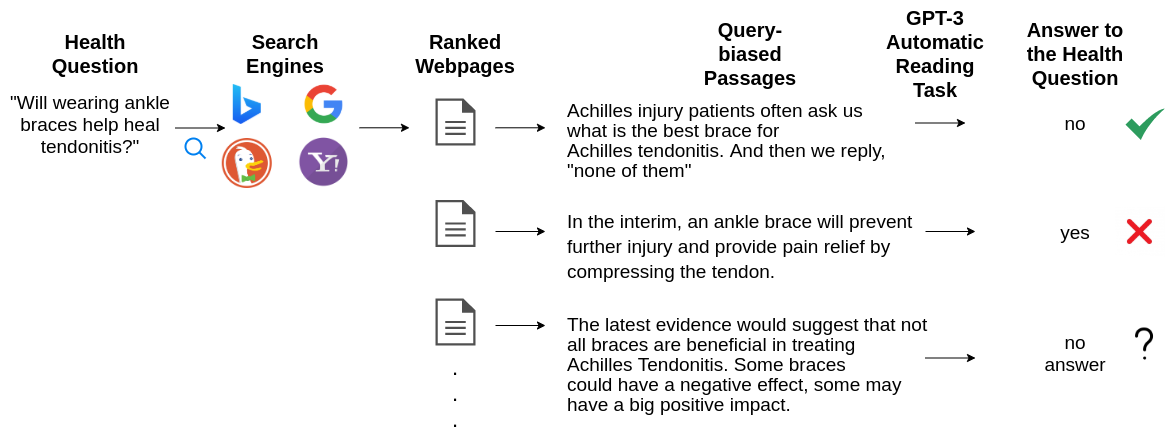 Health
Question
Search
Engines
Ranked
Webpages
Query-
biased
Passages
GPT-3
Automatic
Reading
Task
Answer to
the Health
Question
"Will wearing ankle
braces help heal
tendonitis?"
Y!
Achilles injury patients often ask us
what is the best brace for
Achilles tendonitis. And then we reply,
"none of them"
no
In the interim, an ankle brace will prevent
further injury and provide pain relief by
compressing the tendon.
yes
The latest evidence would suggest that not
all braces are beneficial in treating
Achilles Tendonitis. Some braces
could have a negative effect, some may
have a big positive impact.
no
answer
?
.
.
.